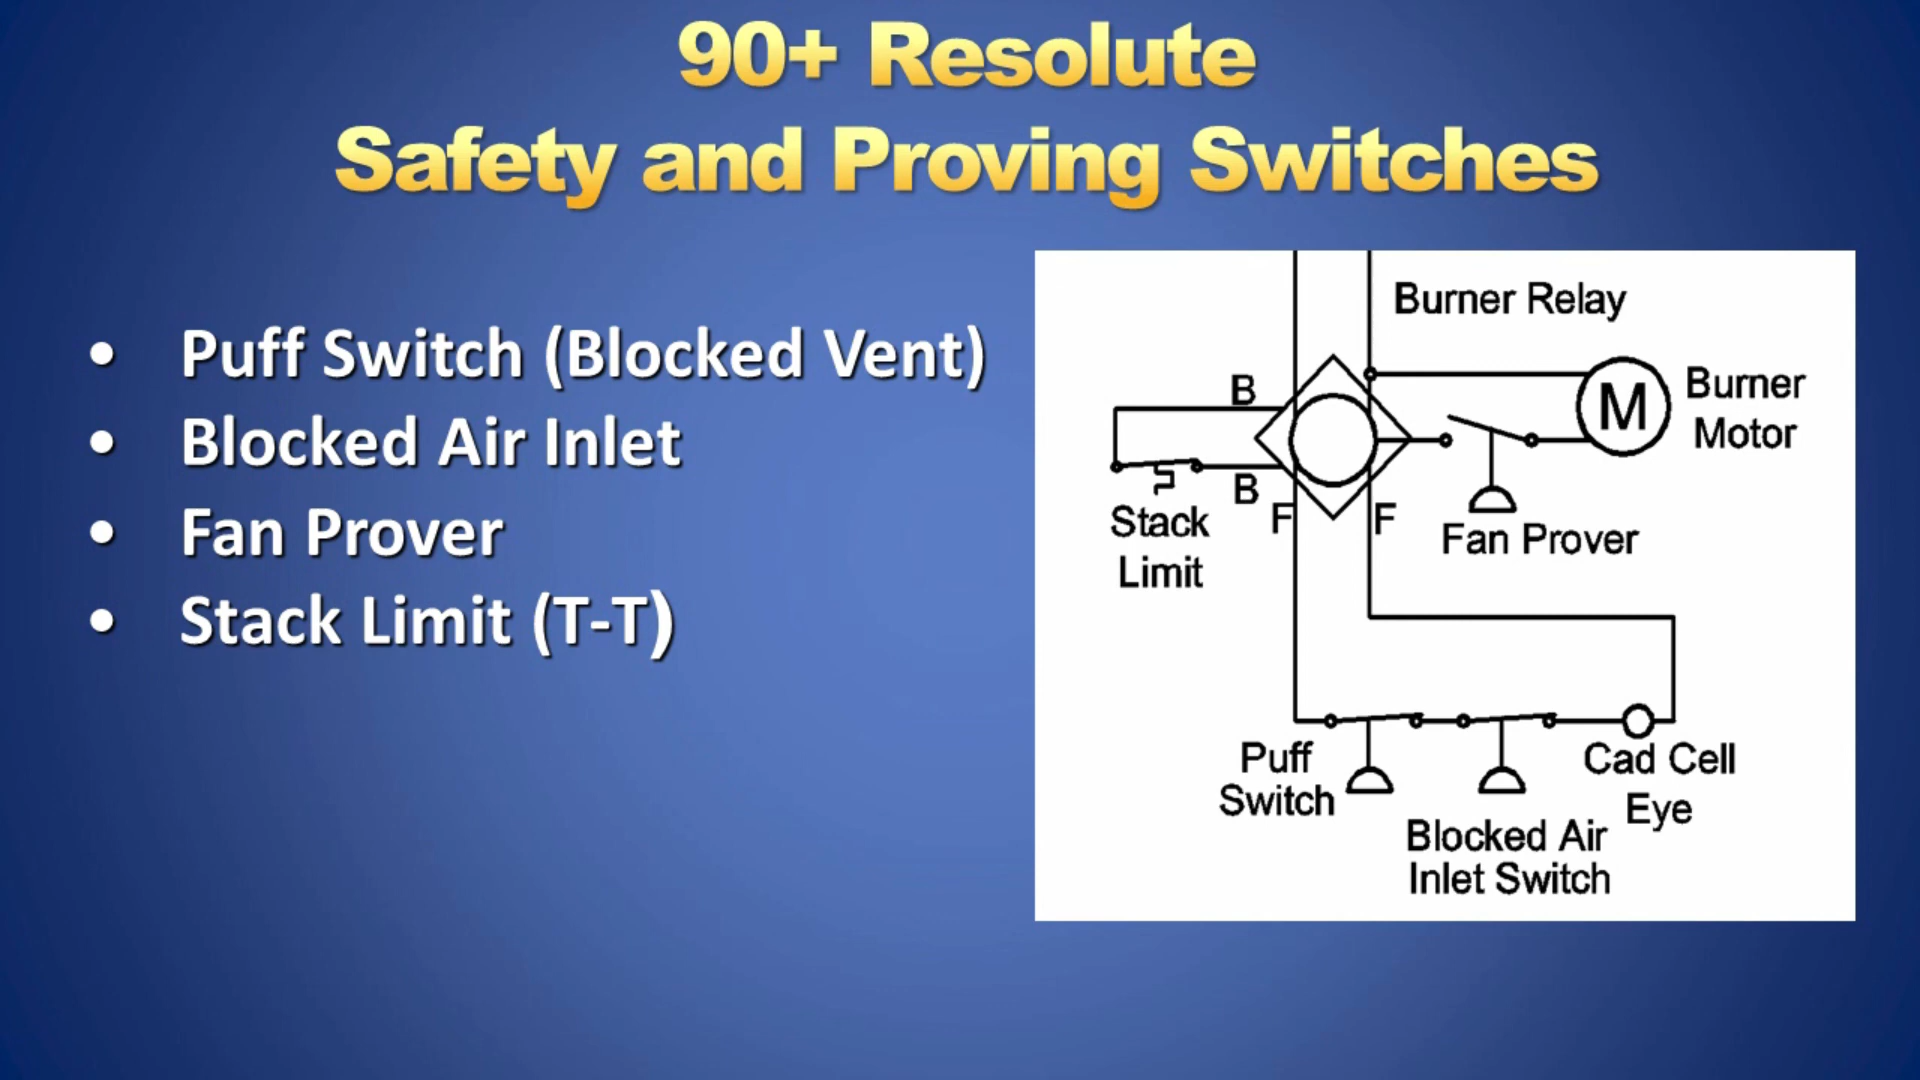 90+ Resolute
Safety and Proving Switches
• Puff Switch (Blocked Vent)
• Blocked Air Inlet
• Fan Prover
• Stack Limit (T-T)
Burner Relay
B
M
Burner
Motor
B
F
F
Stack
Limit
Fan Prover
Puff
Switch
Blocked Air
Inlet Switch
Cad Cell
Eye